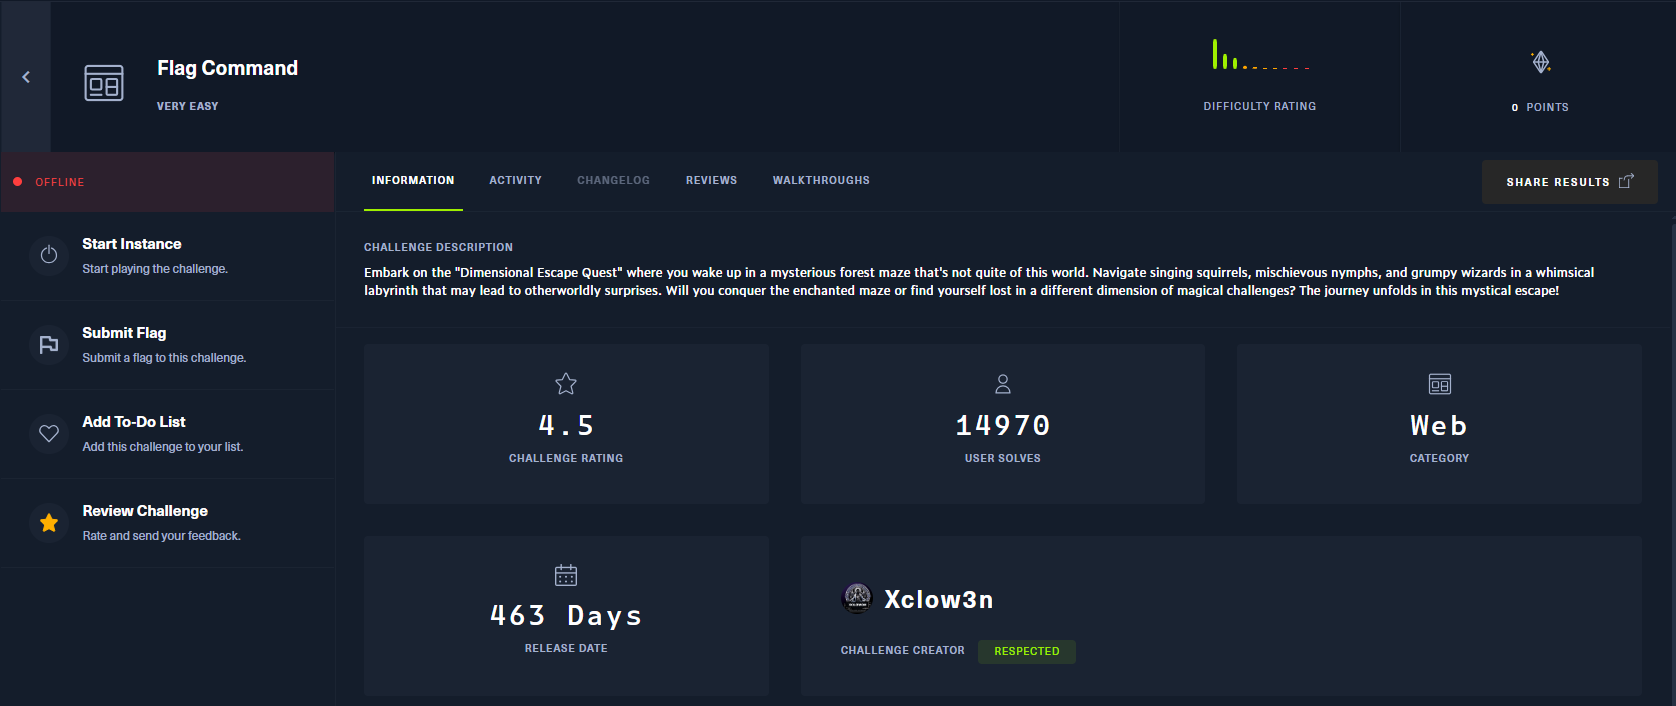 Flag Command
VERY EASY
DIFFICULTY RATING
0 POINTS
OFFLINE
INFORMATION ACTIVITY CHANGELOG REVIEWS WALKTHROUGHS
SHARE RESULTS
Start Instance
Start playing the challenge.
Submit Flag
Submit a flag to this challenge.
Add To-Do List
Add this challenge to your list.
Review Challenge
Rate and send your feedback.
CHALLENGE DESCRIPTION
Embark on the "Dimensional Escape Quest" where you wake up in a mysterious forest maze that's not quite of this world. Navigate singing squirrels, mischievous nymphs, and grumpy wizards in a whimsical
labyrinth that may lead to otherworldly surprises. Will you conquer the enchanted maze or find yourself lost in a different dimension of magical challenges? The journey unfolds in this mystical escape!
4.5
CHALLENGE RATING
14970
USER SOLVES
Web
CATEGORY
463 Days
RELEASE DATE
Xclow3n
CHALLENGE CREATOR RESPECTED